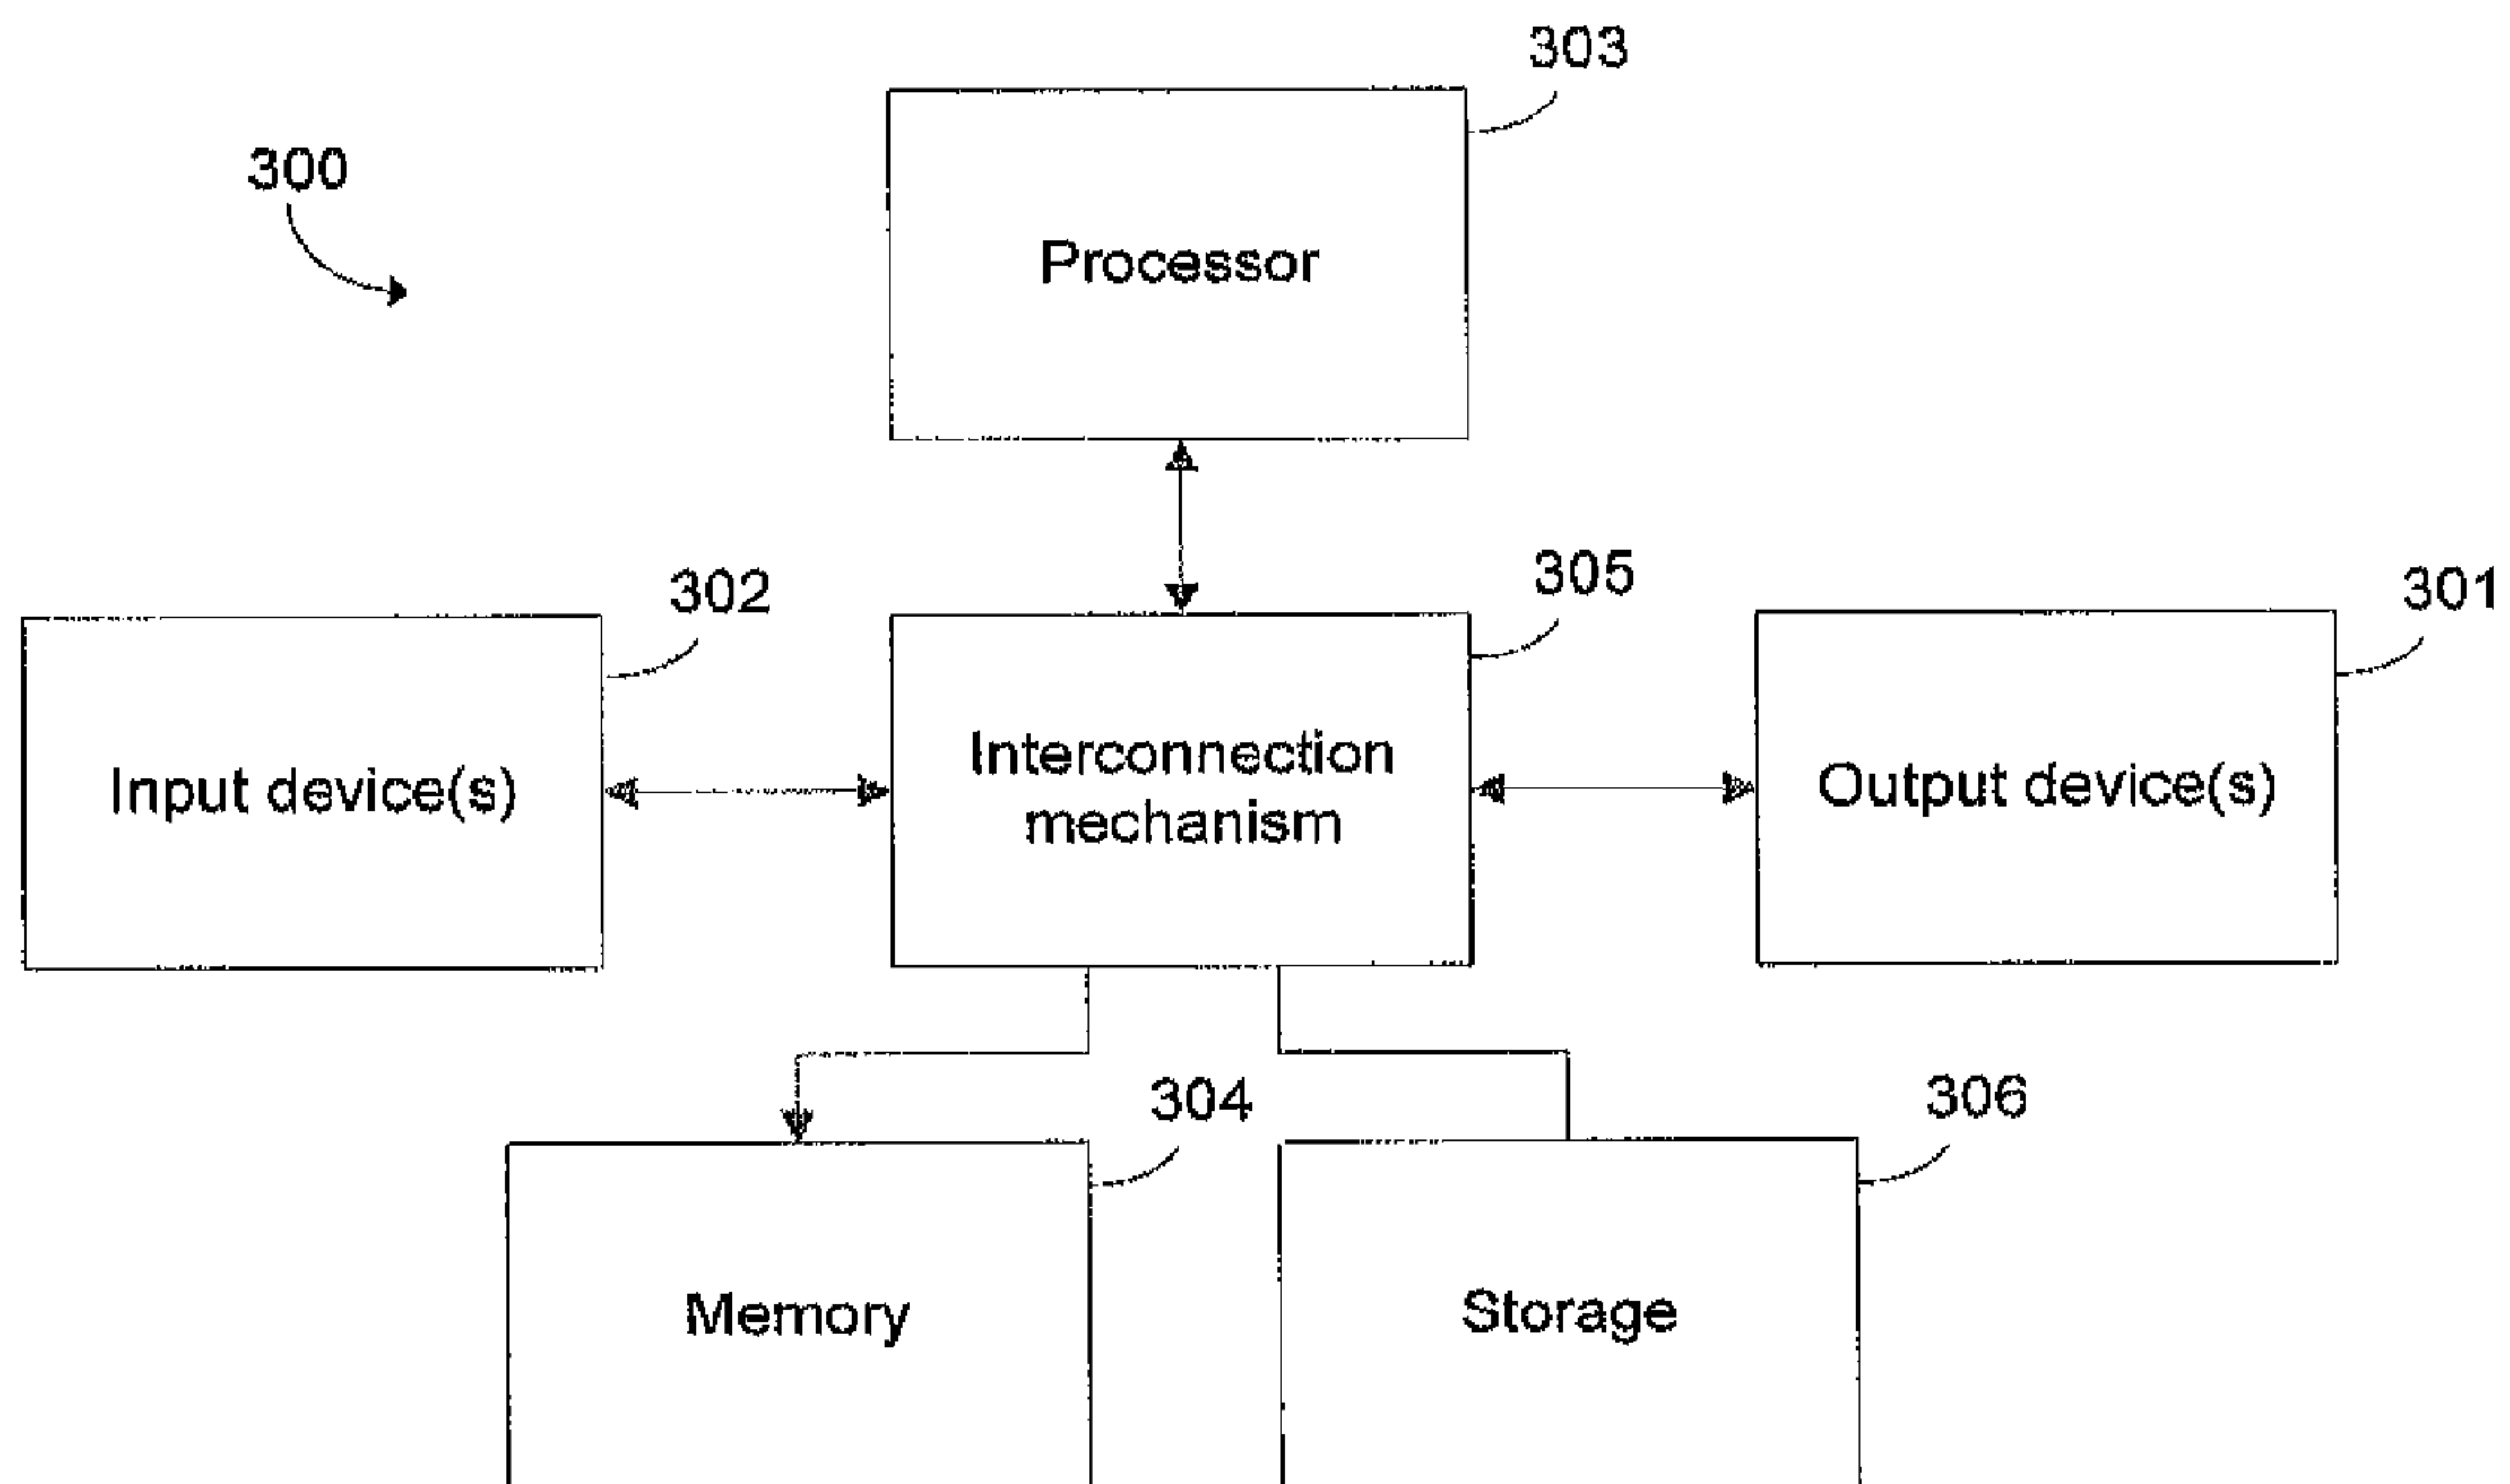 303
300
Processor
302
305
301
Input device(s)
Interconnection
mechanism
Output device(s)
304
306
Memory
Storage